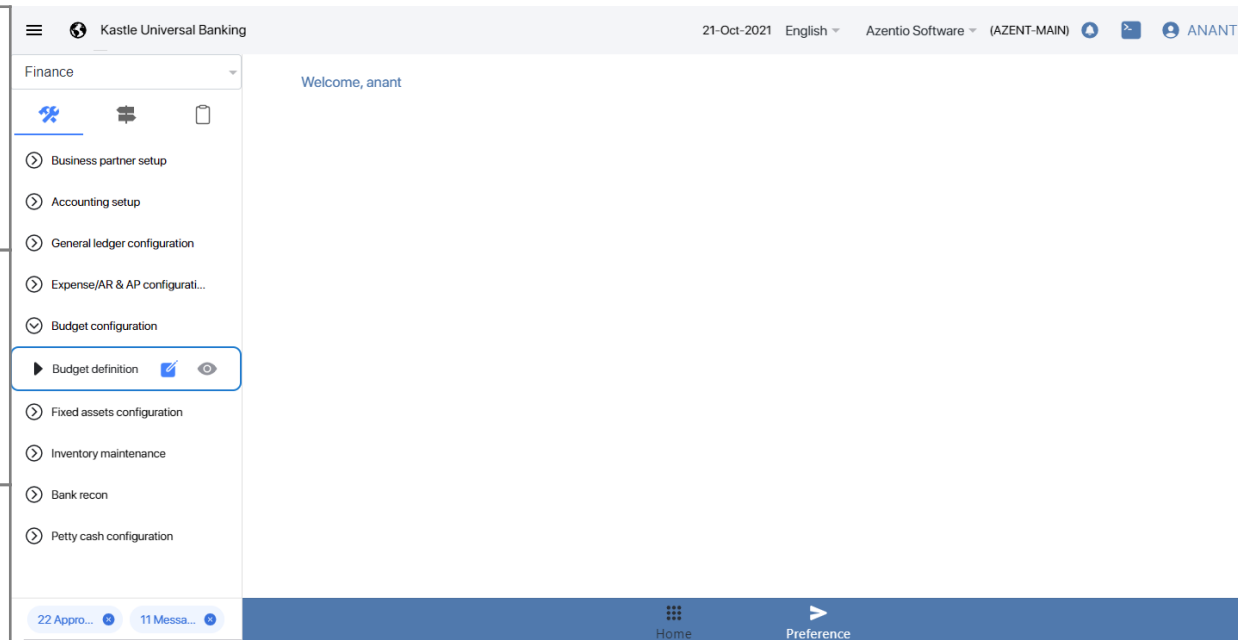 Kastle Universal Banking 21-Oct-2021 English Azentio Software (AZENT-MAIN) ANANT
Finance
Welcome, anant
Business partner setup
Accounting setup
General ledger configuration
Expense/AR & AP configurati...
Budget configuration
Budget definition
Fixed assets configuration
Inventory maintenance
Bank recon
Petty cash configuration
22 Appro... 11 Messa...
Home Preference